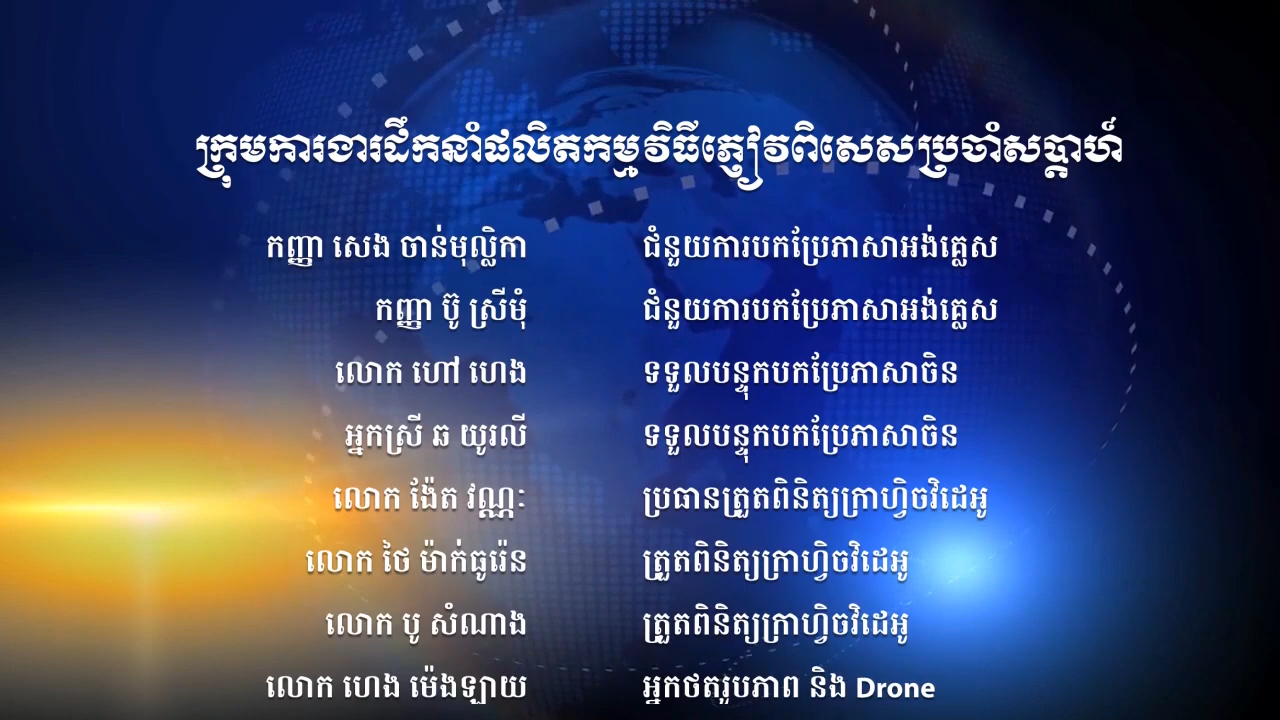 ក្រុមការងារដឹកនាំផលិតកម្មវិធីភ្ញៀវពិសេសប្រចាំសប្តាហ៍
កញ្ញា សេង ចាន់មុល្លិកា ជំនួយការបកប្រែភាសាអង់គ្លេស
កញ្ញា ប៊ូ ស្រីមុំ ជំនួយការបកប្រែភាសាអង់គ្លេស
លោក ហៅ ហេង ទទួលបន្ទុកបកប្រែភាសាចិន
អ្នកស្រី ឆ យូរលី ទទួលបន្ទុកបកប្រែភាសាចិន
លោក ង៉ែត វណ្ណៈ ប្រធានត្រួតពិនិត្យក្រាហ្វិចវិដេអូ
លោក ថៃ ម៉ាក់ធូរ៉េន ត្រួតពិនិត្យក្រាហ្វិចវិដេអូ
លោក បូ សំណាង ត្រួតពិនិត្យក្រាហ្វិចវិដេអូ
លោក ហេង ម៉េងឡាយ អ្នកថតរូបភាព និង Drone